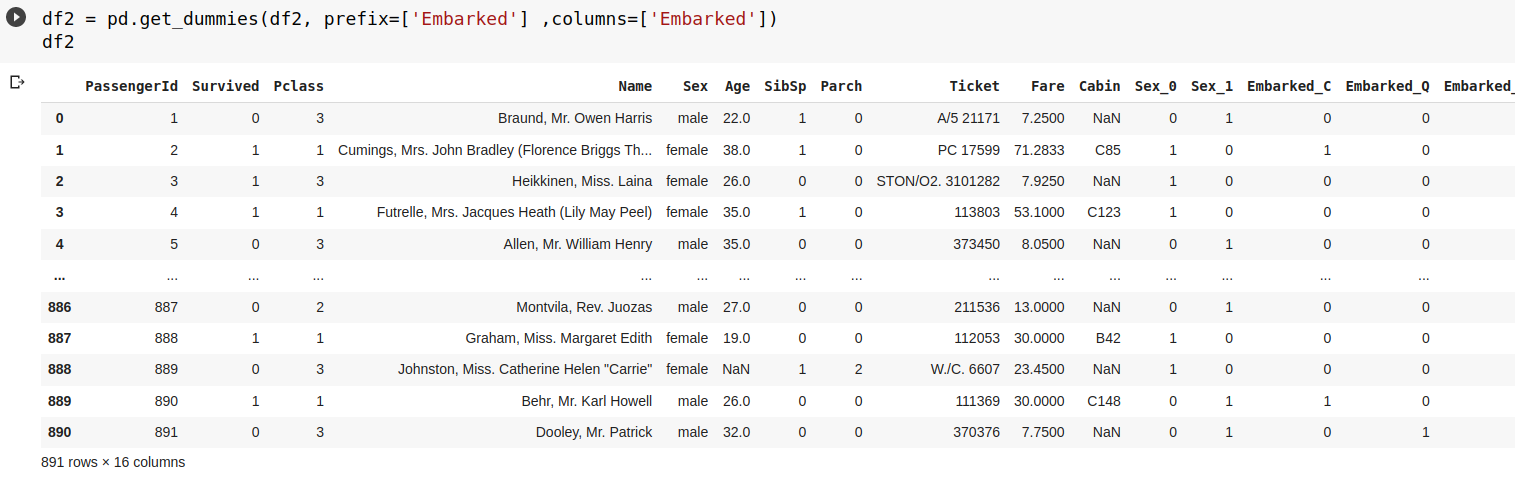 df2 = pd.get_dummies(df2, prefix=['Embarked'] ,columns=['Embarked'])
df2
PassengerId Survived Pclass Name Sex Age SibSp Parch Ticket Fare Cabin Sex_0 Sex_1 Embarked_C Embarked_Q Embarked_
0 1 0 3 Braund, Mr. Owen Harris male 22.0 1 0 A/5 21171 7.2500 NaN 0 1 0 0
1 2 1 1 Cumings, Mrs. John Bradley (Florence Briggs Th... female 38.0 1 0 PC 17599 71.2833 C85 1 0 1 0
2 3 1 3 Heikkinen, Miss. Laina female 26.0 0 0 STON/O2. 3101282 7.9250 NaN 1 0 0 0
3 4 1 1 Futrelle, Mrs. Jacques Heath (Lily May Peel) female 35.0 1 0 113803 53.1000 C123 1 0 0 0
4 5 0 3 Allen, Mr. William Henry male 35.0 0 0 373450 8.0500 NaN 0 1 0 0
... ... ... ... ... ... ... ... ... ... ... ... ... ... ... ...
886 887 0 2 Montvila, Rev. Juozas male 27.0 0 0 211536 13.0000 NaN 0 1 0 0
887 888 1 1 Graham, Miss. Margaret Edith female 19.0 0 0 112053 30.0000 B42 1 0 0 0
888 889 0 3 Johnston, Miss. Catherine Helen "Carrie" female NaN 1 2 W./C. 6607 23.4500 NaN 1 0 0 0
889 890 1 1 Behr, Mr. Karl Howell male 26.0 0 0 111369 30.0000 C148 0 1 1 0
890 891 0 3 Dooley, Mr. Patrick male 32.0 0 0 370376 7.7500 NaN 0 1 0 1
891 rows × 16 columns